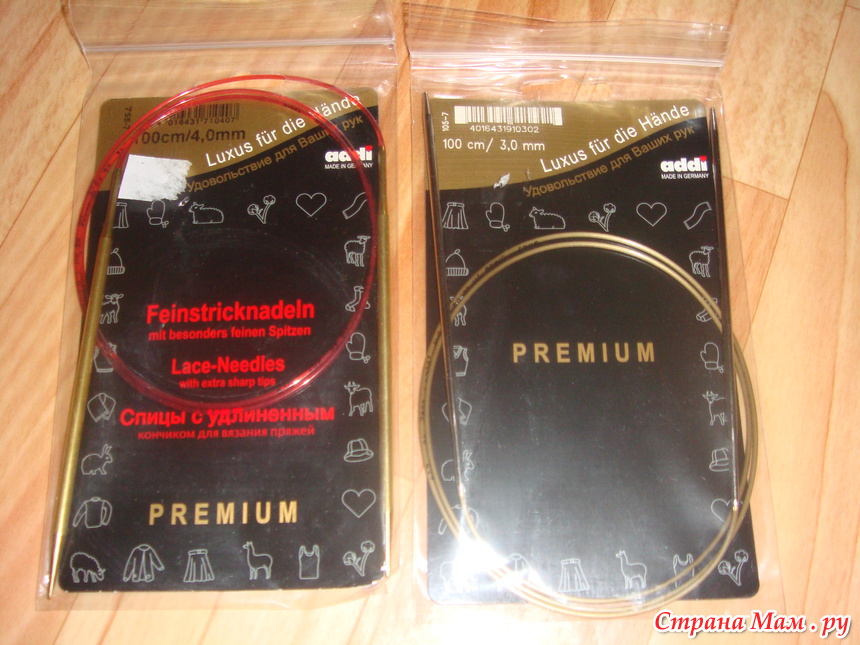 755-7
100cm/4,0mm
Luxus für die Hände
Удовольствие для Ваших рук
addi
MADE IN GERMANY
Feinstricknadeln
mit besonders feinen Spitzen
Lace-Needles
with extra sharp tips
Спицы с удлиненным
кончиком для вязания пряжей
PREMIUM
105-7
4016431910302
100 cm/ 3,0 mm
Luxus für die Hände
Удовольствие для Ваших рук
addi
MADE IN GERMANY
PREMIUM
Страна Мам.ру